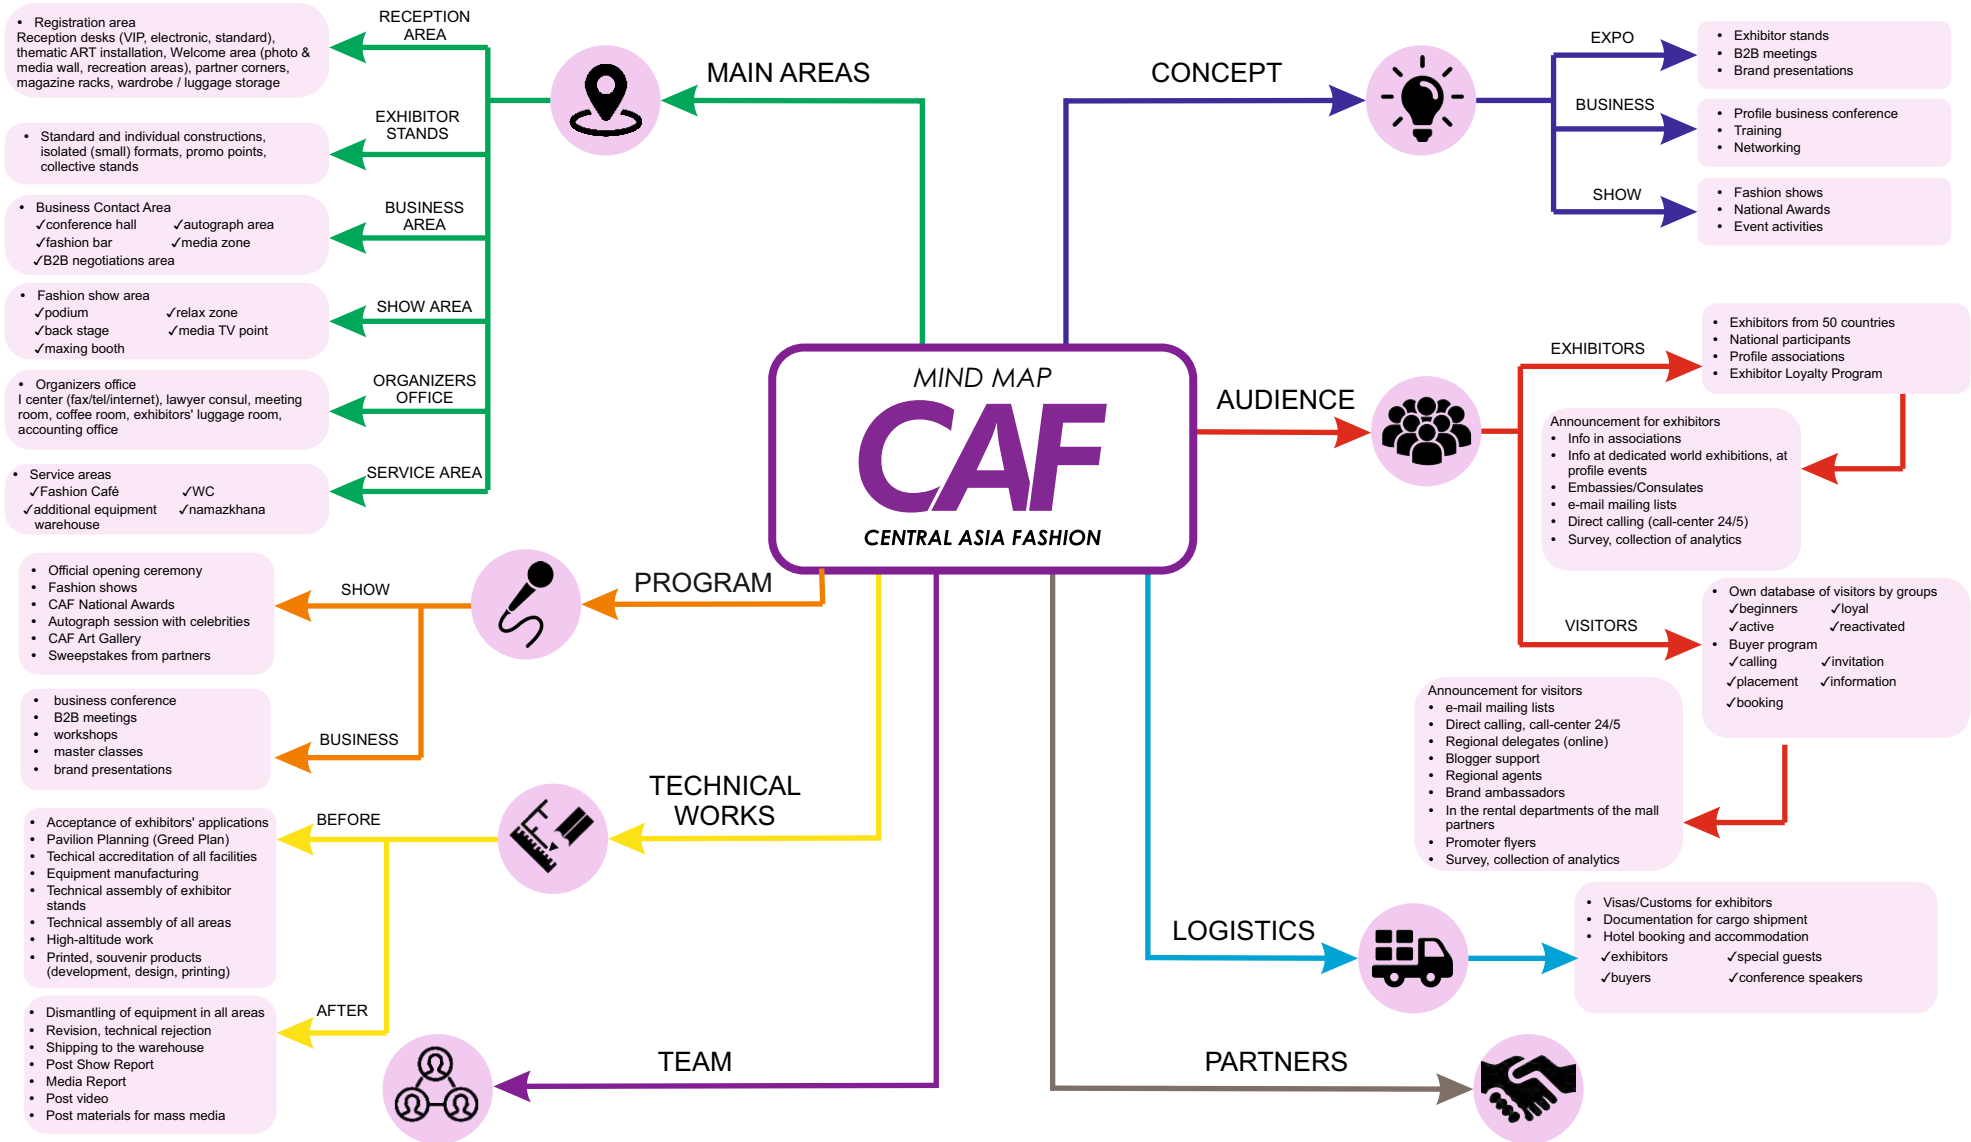 MIND MAP
CAF
CENTRAL ASIA FASHION
MAIN AREAS
RECEPTION
AREA
• Registration area
Reception desks (VIP, electronic, standard),
thematic ART installation, Welcome area (photo &
media wall, recreation areas), partner corners,
magazine racks, wardrobe / luggage storage
EXHIBITOR
STANDS
• Standard and individual constructions,
isolated (small) formats, promo points,
collective stands
BUSINESS
AREA
• Business Contact Area
✓conference hall ✓autograph area
✓fashion bar ✓media zone
✓B2B negotiations area
SHOW AREA
• Fashion show area
✓podium ✓relax zone
✓back stage ✓media TV point
✓maxing booth
ORGANIZERS
OFFICE
• Organizers office
I center (fax/tel/internet), lawyer consul, meeting
room, coffee room, exhibitors' luggage room,
accounting office
SERVICE AREA
• Service areas
✓Fashion Café ✓WC
✓additional equipment ✓namazkhana
warehouse
CONCEPT
EXPO
• Exhibitor stands
• B2B meetings
• Brand presentations
BUSINESS
• Profile business conference
• Training
• Networking
SHOW
• Fashion shows
• National Awards
• Event activities
AUDIENCE
EXHIBITORS
• Exhibitors from 50 countries
• National participants
• Profile associations
• Exhibitor Loyalty Program
Announcement for exhibitors
• Info in associations
• Info at dedicated world exhibitions, at
profile events
• Embassies/Consulates
• e-mail mailing lists
• Direct calling (call-center 24/5)
• Survey, collection of analytics
VISITORS
• Own database of visitors by groups
✓beginners ✓loyal
✓active ✓reactivated
• Buyer program
✓calling ✓invitation
✓placement ✓information
✓booking
Announcement for visitors
• e-mail mailing lists
• Direct calling, call-center 24/5
• Regional delegates (online)
• Blogger support
• Regional agents
• Brand ambassadors
• In the rental departments of the mall
partners
• Promoter flyers
• Survey, collection of analytics
PROGRAM
SHOW
• Official opening ceremony
• Fashion shows
• CAF National Awards
• Autograph session with celebrities
• CAF Art Gallery
• Sweepstakes from partners
BUSINESS
• business conference
• B2B meetings
• workshops
• master classes
• brand presentations
TECHNICAL
WORKS
BEFORE
• Acceptance of exhibitors' applications
• Pavilion Planning (Greed Plan)
• Techical accreditation of all facilities
• Equipment manufacturing
• Technical assembly of exhibitor
stands
• Technical assembly of all areas
• High-altitude work
• Printed, souvenir products
(development, design, printing)
AFTER
• Dismantling of equipment in all areas
• Revision, technical rejection
• Shipping to the warehouse
• Post Show Report
• Media Report
• Post video
• Post materials for mass media
TEAM
LOGISTICS
• Visas/Customs for exhibitors
• Documentation for cargo shipment
• Hotel booking and accommodation
✓exhibitors ✓special guests
✓buyers ✓conference speakers
PARTNERS